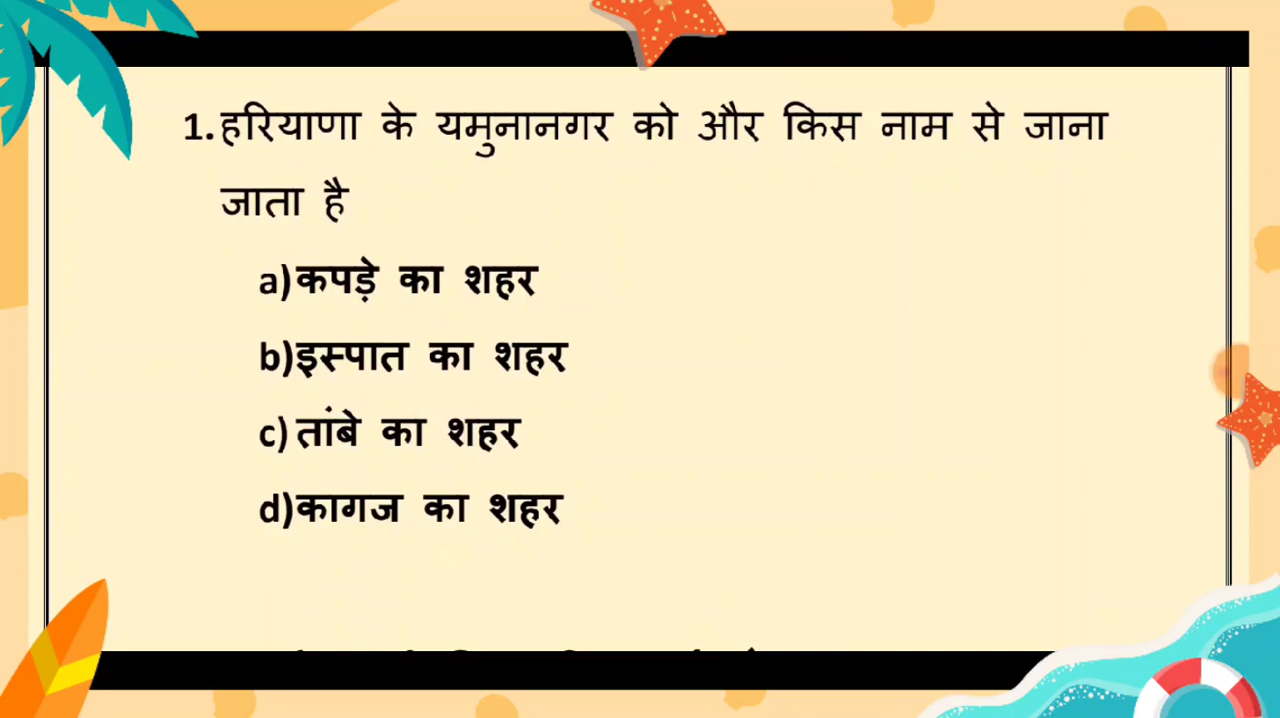 1. हरियाणा के यमुनानगर को और किस नाम से जाना
जाता है
a) कपड़े का शहर
b) इस्पात का शहर
c) तांबे का शहर
d) कागज का शहर